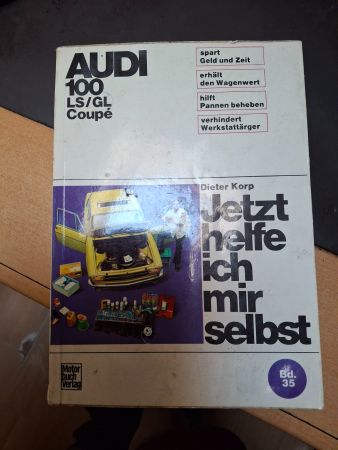 AUDI
100
LS/GL
Coupé
spart
Geld und Zeit
erhält
den Wagenwert
hilft
Pannen beheben
verhindert
Werkstattärger
Dieter Korp
Jetzt
helfe
ich
mir
selbst
Motor
buch
Verlag
Bd.
35